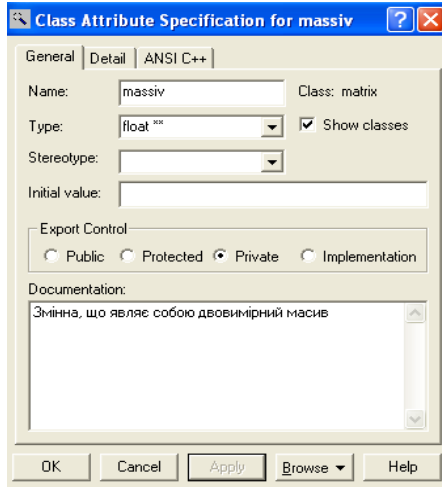 Class Attribute Specification for massiv
General Detail ANSI C++
Name: massiv Class: matrix
Type: float ** Show classes
Stereotype:
Initial value:
Export Control
Public Protected Private Implementation
Documentation:
Змінна, що являє собою двовимірний масив
OK Cancel Apply Browse Help